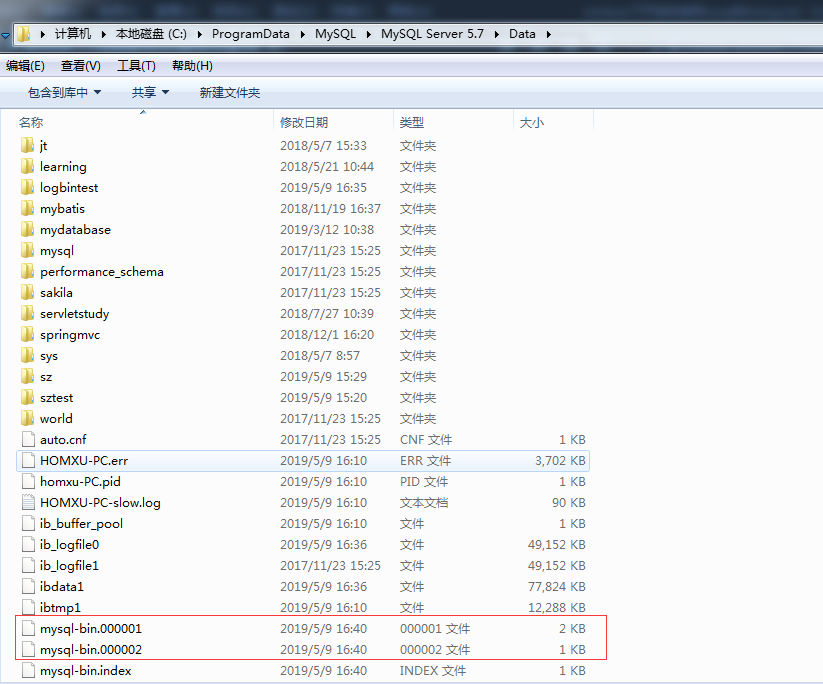 计算机 本地磁盘 (C:) ProgramData MySQL MySQL Server 5.7 Data
编辑(E) 查看(V) 工具(T) 帮助(H)
包含到库中 共享 新建文件夹
名称 修改日期 类型 大小
jt 2018/5/7 15:33 文件夹
learning 2018/5/21 10:44 文件夹
logbintest 2019/5/9 16:35 文件夹
mybatis 2018/11/19 16:37 文件夹
mydatabase 2019/3/12 10:38 文件夹
mysql 2017/11/23 15:25 文件夹
performance_schema 2017/11/23 15:25 文件夹
sakila 2017/11/23 15:25 文件夹
servletstudy 2018/7/27 10:39 文件夹
springmvc 2018/12/1 16:20 文件夹
sys 2018/5/7 8:57 文件夹
sz 2019/5/9 15:29 文件夹
sztest 2019/5/9 15:20 文件夹
world 2017/11/23 15:25 文件夹
auto.cnf 2017/11/23 15:25 CNF 文件 1 KB
HOMXU-PC.err 2019/5/9 16:10 ERR 文件 3,702 KB
homxu-PC.pid 2019/5/9 16:10 PID 文件 1 KB
HOMXU-PC-slow.log 2019/5/9 16:10 文本文档 90 KB
ib_buffer_pool 2019/5/9 16:10 文件 1 KB
ib_logfile0 2019/5/9 16:36 文件 49,152 KB
ib_logfile1 2017/11/23 15:25 文件 49,152 KB
ibdata1 2019/5/9 16:36 文件 77,824 KB
ibtmp1 2019/5/9 16:10 文件 12,288 KB
mysql-bin.000001 2019/5/9 16:40 000001 文件 2 KB
mysql-bin.000002 2019/5/9 16:40 000002 文件 1 KB
mysql-bin.index 2019/5/9 16:40 INDEX 文件 1 KB